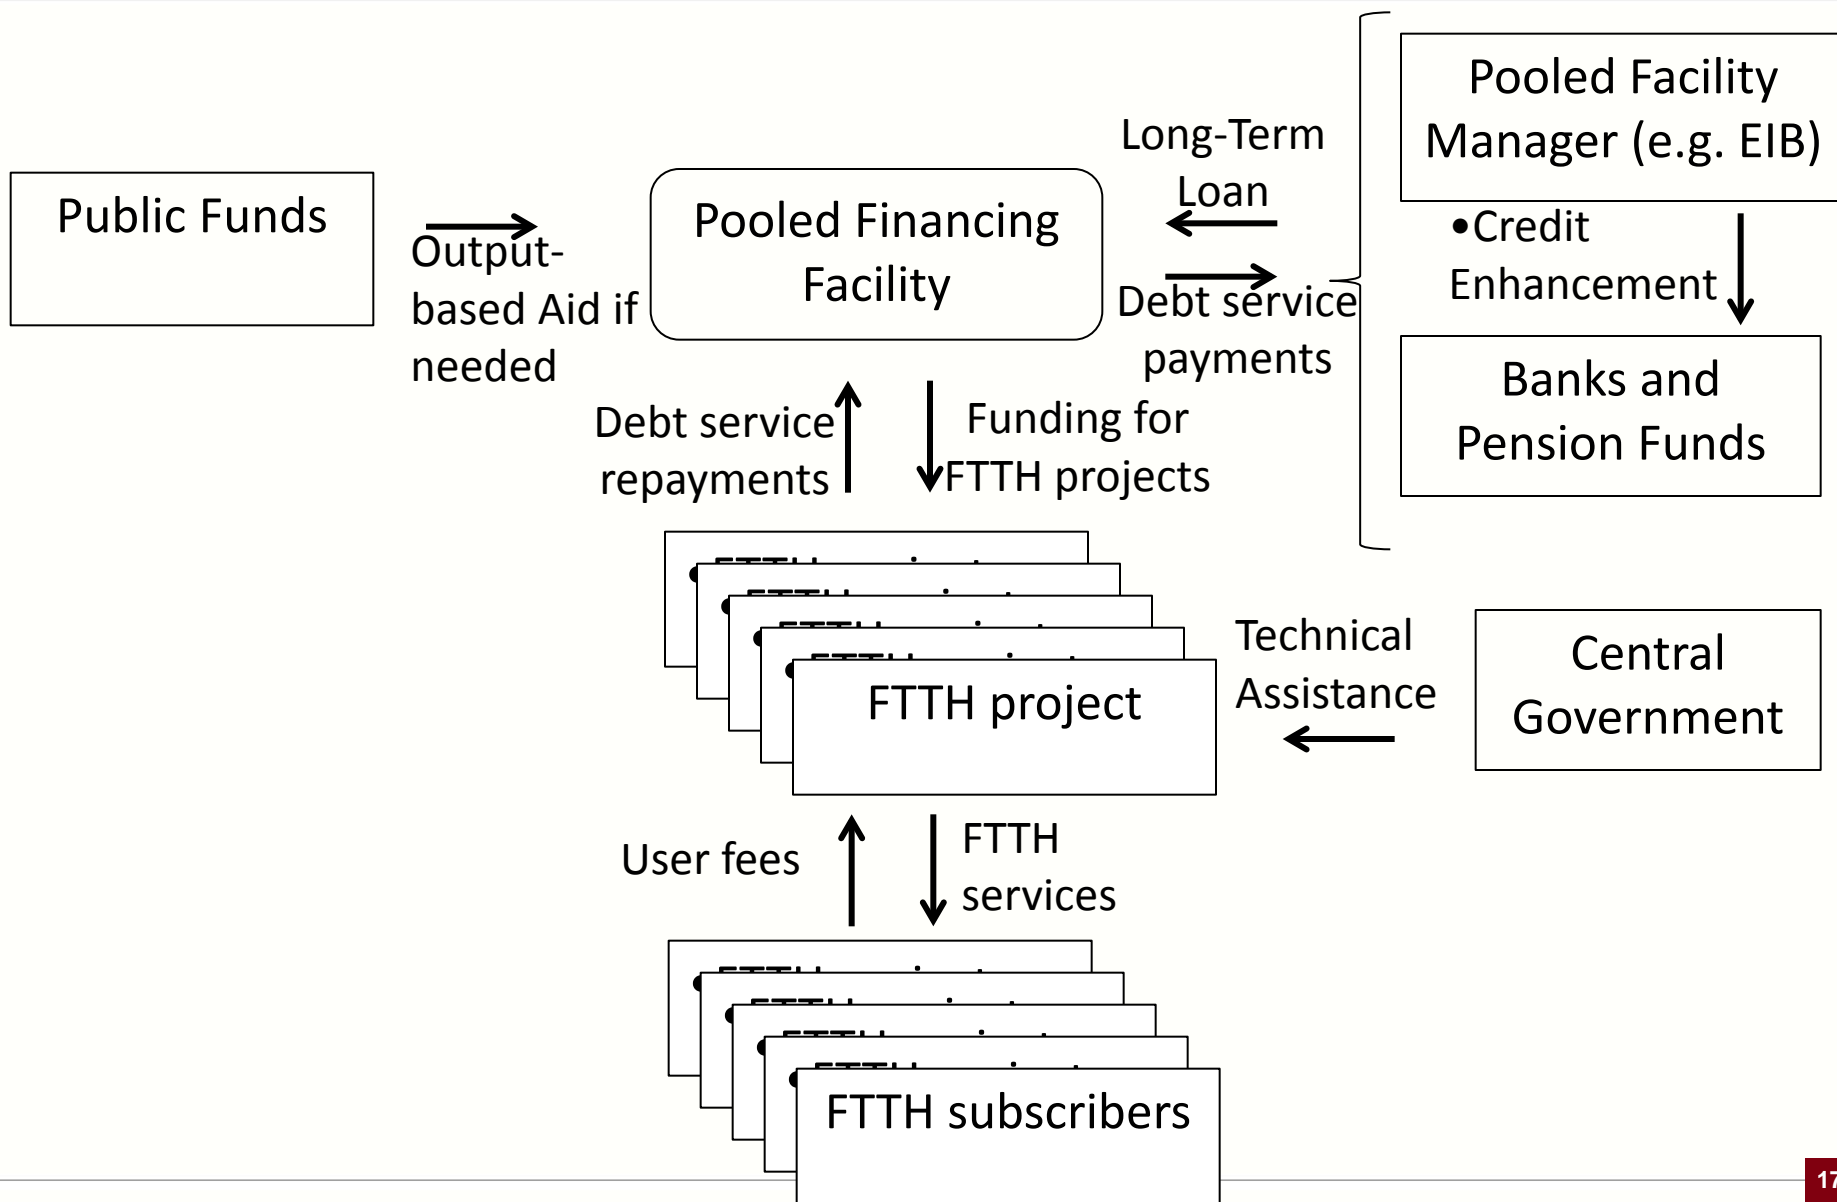 Pooled Facility
Manager (e.g. EIB)
Long-Term
Loan
Public Funds
Pooled Financing
Facility
•Credit
Enhancement
Output-
based Aid if
needed
Debt service
payments
Banks and
Pension Funds
Debt service
repayments
Funding for
FTTH projects
FTTH project
Technical
Assistance
Central
Government
User fees
FTTH
services
FTTH subscribers
17